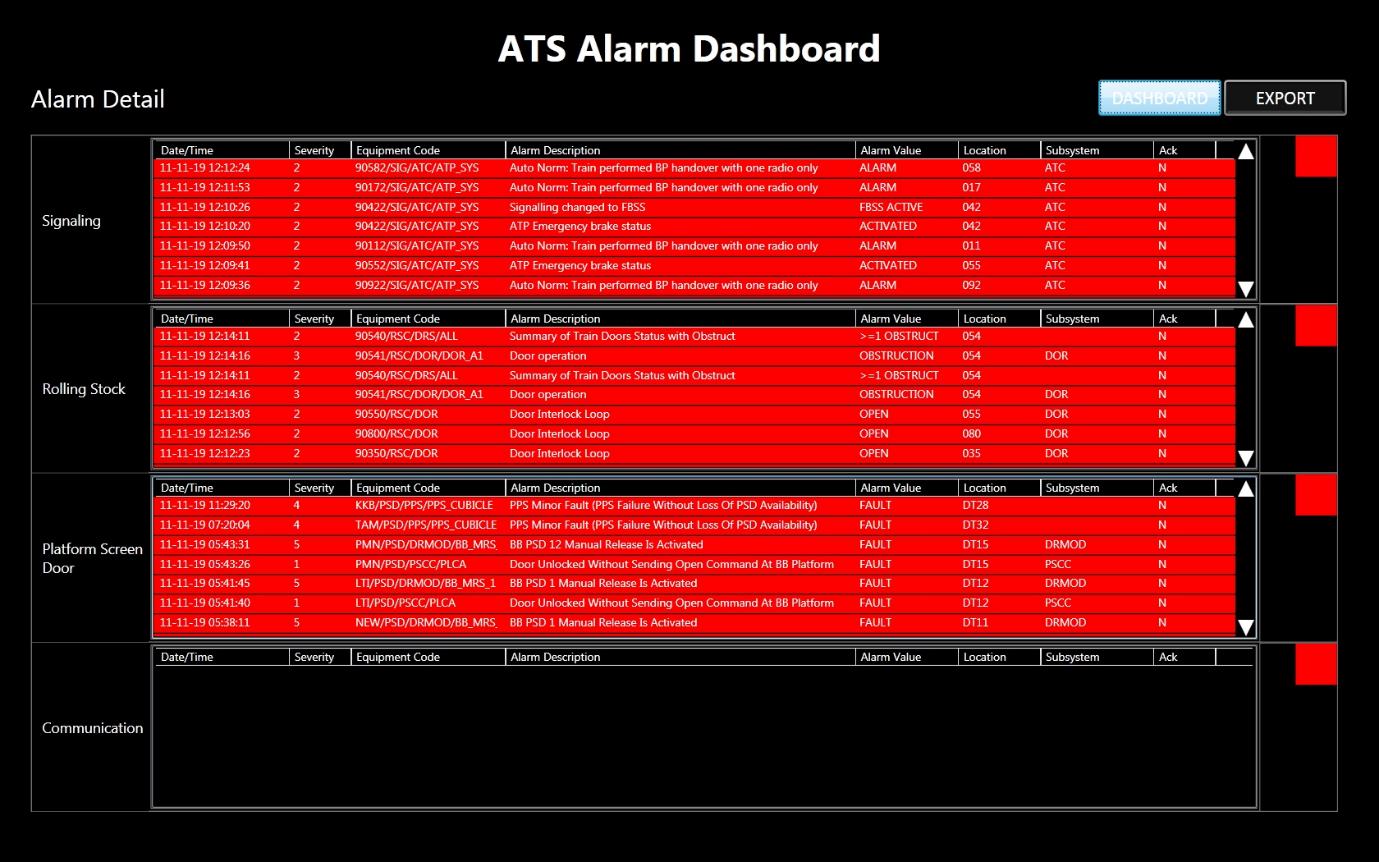 ATS Alarm Dashboard
Alarm Detail
DASHBOARD EXPORT
Signaling
Date/Time Severity Equipment Code Alarm Description Alarm Value Location Subsystem Ack
11-11-19 12:12:24 2 90582/SIG/ATC/ATP_SYS Auto Norm: Train performed BP handover with one radio only ALARM 058 ATC N
11-11-19 12:11:53 2 90172/SIG/ATC/ATP_SYS Auto Norm: Train performed BP handover with one radio only ALARM 017 ATC N
11-11-19 12:10:26 2 90422/SIG/ATC/ATP_SYS Signalling changed to FBSS FBSS ACTIVE 042 ATC N
11-11-19 12:10:20 2 90422/SIG/ATC/ATP_SYS ATP Emergency brake status ACTIVATED 042 ATC N
11-11-19 12:09:50 2 90112/SIG/ATC/ATP_SYS Auto Norm: Train performed BP handover with one radio only ALARM 011 ATC N
11-11-19 12:09:41 2 90552/SIG/ATC/ATP_SYS ATP Emergency brake status ACTIVATED 055 ATC N
11-11-19 12:09:36 2 90922/SIG/ATC/ATP_SYS Auto Norm: Train performed BP handover with one radio only ALARM 092 ATC N
Rolling Stock
Date/Time Severity Equipment Code Alarm Description Alarm Value Location Subsystem Ack
11-11-19 12:14:11 2 90540/RSC/DRS/ALL Summary of Train Doors Status with Obstruct >=1 OBSTRUCT 054 N
11-11-19 12:14:16 3 90541/RSC/DOR/DOR_A1 Door operation OBSTRUCTION 054 DOR N
11-11-19 12:14:11 2 90540/RSC/DRS/ALL Summary of Train Doors Status with Obstruct >=1 OBSTRUCT 054 N
11-11-19 12:14:16 3 90541/RSC/DOR/DOR_A1 Door operation OBSTRUCTION 054 DOR N
11-11-19 12:13:03 2 90550/RSC/DOR Door Interlock Loop OPEN 055 DOR N
11-11-19 12:12:56 2 90800/RSC/DOR Door Interlock Loop OPEN 080 DOR N
11-11-19 12:12:23 2 90350/RSC/DOR Door Interlock Loop OPEN 035 DOR N
Platform Screen
Door
Date/Time Severity Equipment Code Alarm Description Alarm Value Location Subsystem Ack
11-11-19 11:29:20 4 KKB/PSD/PPS/PPS_CUBICLE PPS Minor Fault (PPS Failure Without Loss Of PSD Availability) FAULT DT28 N
11-11-19 07:20:04 4 TAM/PSD/PPS/PPS_CUBICLE PPS Minor Fault (PPS Failure Without Loss Of PSD Availability) FAULT DT32 N
11-11-19 05:43:31 5 PMN/PSD/DRMOD/BB_MRS_ BB PSD 12 Manual Release Is Activated FAULT DT15 DRMOD N
11-11-19 05:43:26 1 PMN/PSD/PSCC/PLCA Door Unlocked Without Sending Open Command At BB Platform FAULT DT15 PSCC N
11-11-19 05:41:45 5 LTI/PSD/DRMOD/BB_MRS_1 BB PSD 1 Manual Release Is Activated FAULT DT12 DRMOD N
11-11-19 05:41:40 1 LTI/PSD/PSCC/PLCA Door Unlocked Without Sending Open Command At BB Platform FAULT DT12 PSCC N
11-11-19 05:38:11 5 NEW/PSD/DRMOD/BB_MRS_ BB PSD 1 Manual Release Is Activated FAULT DT11 DRMOD N
Communication
Date/Time Severity Equipment Code Alarm Description Alarm Value Location Subsystem Ack